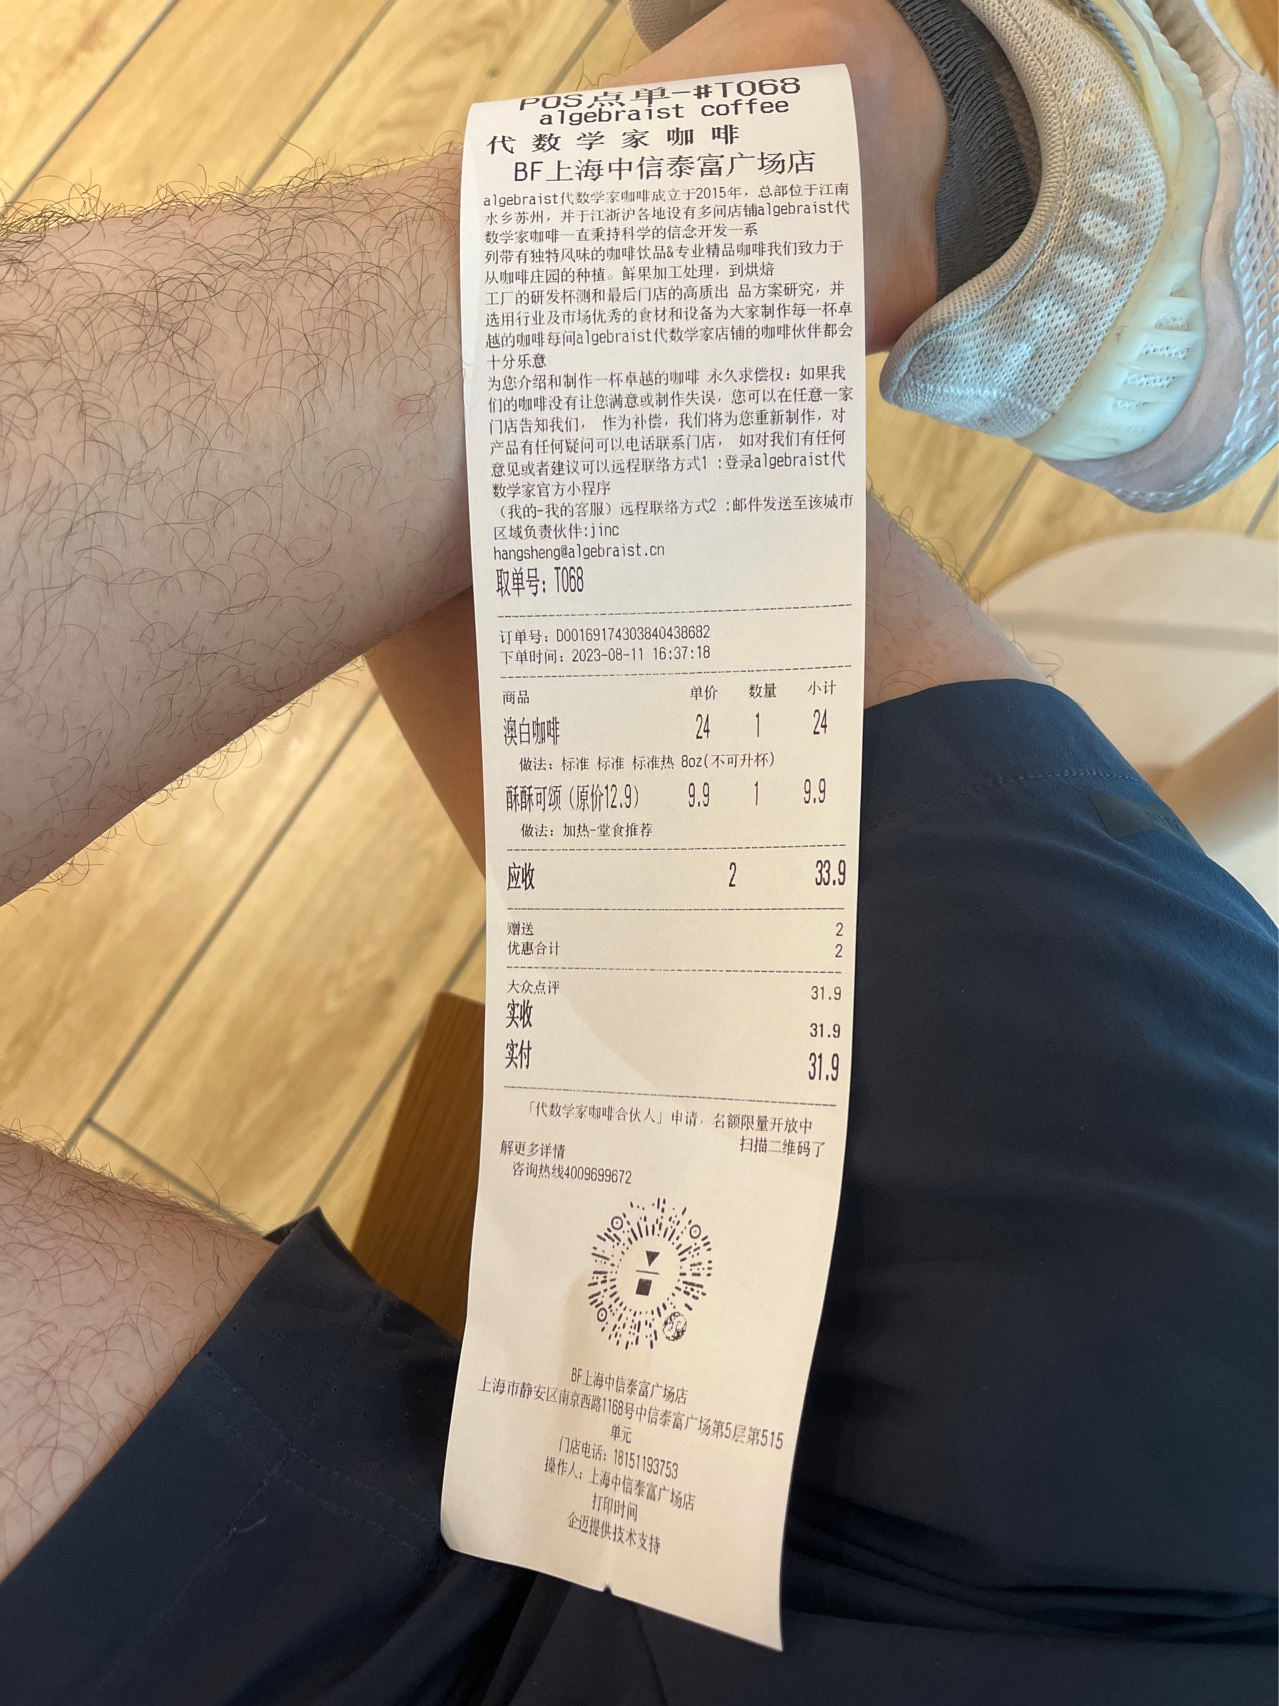 POS点单-#T068
algebraist coffee
代数学家咖啡
BF上海中信泰富广场店
algebraist代数学家咖啡成立于2015年，总部位于江南
水乡苏州，并于江浙沪各地设有多间店铺algebraist代
数学家咖啡一直秉持科学的信念开发一系
列带有独特风味的咖啡饮品&专业精品咖啡我们致力于
从咖啡庄园的种植。鲜果加工处理，到烘焙
工厂的研发杯测和最后门店的高质出 品方案研究，并
选用行业及市场优秀的食材和设备为大家制作每一杯卓
越的咖啡每间algebraist代数学家店铺的咖啡伙伴都会
十分乐意
为您介绍和制作一杯卓越的咖啡 永久求偿权：如果我
们的咖啡没有让您满意或制作失误，您可以在任意一家
门店告知我们， 作为补偿，我们将为您重新制作，对
产品有任何疑问可以电话联系门店， 如对我们有任何
意见或者建议可以远程联络方式1 :登录algebraist代
数学家官方小程序
（我的-我的客服）远程联络方式2 :邮件发送至该城市
区域负责伙伴:jinc
hangsheng@algebraist.cn
取单号：T068
订单号：D00169174303840438682
下单时间：2023-08-11 16:37:18
商品 单价 数量 小计
澳白咖啡 24 1 24
做法：标准 标准 标准热 8oz(不可升杯)
酥酥可颂（原价12.9） 9.9 1 9.9
做法：加热-堂食推荐
应收 2 33.9
赠送 2
优惠合计 2
大众点评 31.9
实收 31.9
实付 31.9
「代数学家咖啡合伙人」申请，名额限量开放中
扫描二维码了
解更多详情
咨询热线4009699672
BF上海中信泰富广场店
上海市静安区南京西路1168号中信泰富广场第5层第515
单元
门店电话：18151193753
操作人：上海中信泰富广场店
打印时间
企迈提供技术支持